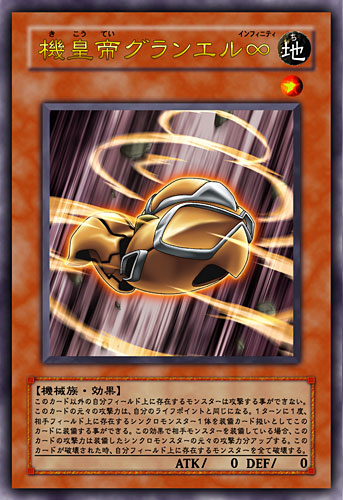 きこうてい インフィニティ
機皇帝グランエル∞
ち
地
【機械族・効果】
このカード以外の自分フィールド上に存在するモンスターは攻撃する事ができない。
このカードの元々の攻撃力は、自分のライフポイントと同じになる。1ターンに1度、
相手フィールド上に存在するシンクロモンスター1体を装備カード扱いとしてこの
カードに装備する事ができる。この効果で相手モンスターを装備している場合、この
カードの攻撃力は装備したシンクロモンスターの元々の攻撃力分アップする。このカー
ドが破壊された時、自分フィールド上に存在するモンスターを全て破壊する。
ATK/ 0 DEF/ 0